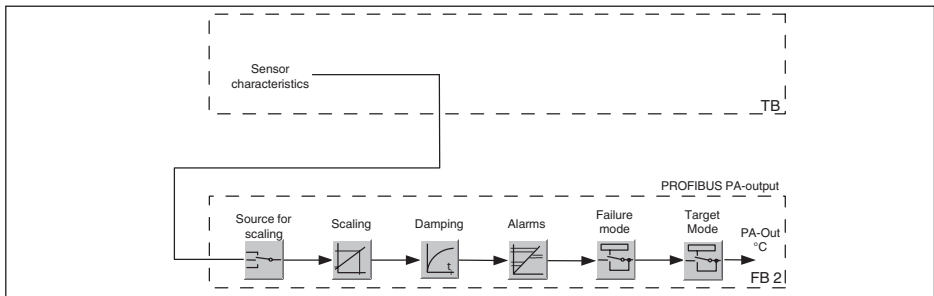 Sensor
characteristics
TB
PROFIBUS PA-output
Source for
scaling
Scaling
Damping
Alarms
Failure
mode
Target
Mode
PA-Out
°C
t
FB 2